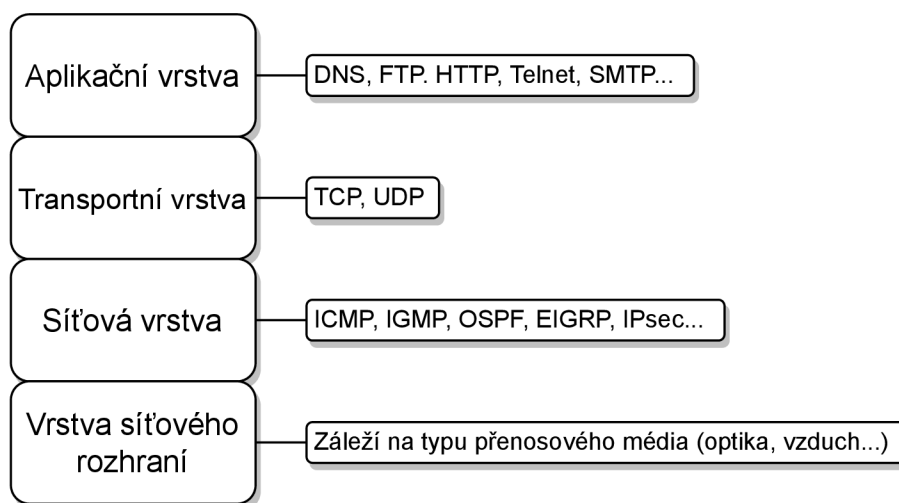 Aplikační vrstva
DNS, FTP. HTTP, Telnet, SMTP...
Transportní vrstva
TCP, UDP
Síťová vrstva
ICMP, IGMP, OSPF, EIGRP, IPsec...
Vrstva síťového
rozhraní
Záleží na typu přenosového média (optika, vzduch...)